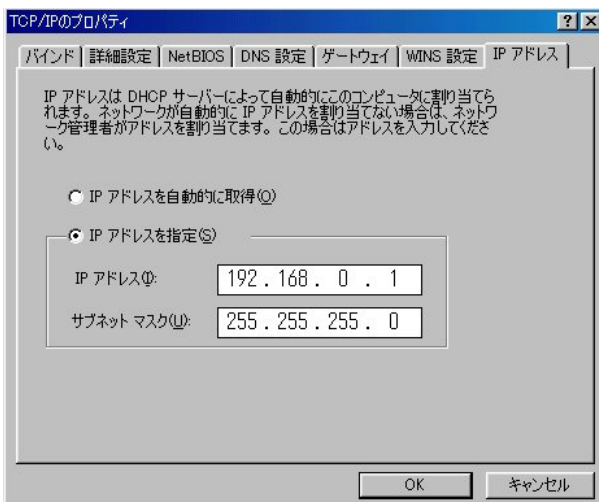 TCP/IPのプロパティ
バインド 詳細設定 NetBIOS DNS 設定 ゲートウェイ WINS 設定 IP アドレス
IP アドレスは DHCP サーバーによって自動的にこのコンピュータに割り当てら
れます。ネットワークが自動的に IP アドレスを割り当てない場合は、ネットワ
ーク管理者がアドレスを割り当てます。この場合はアドレスを入力してくださ
い。
IP アドレスを自動的に取得(O)
IP アドレスを指定(S)
IP アドレス(I): 192 . 168 . 0 . 1
サブネット マスク(U): 255 . 255 . 255 . 0
OK キャンセル